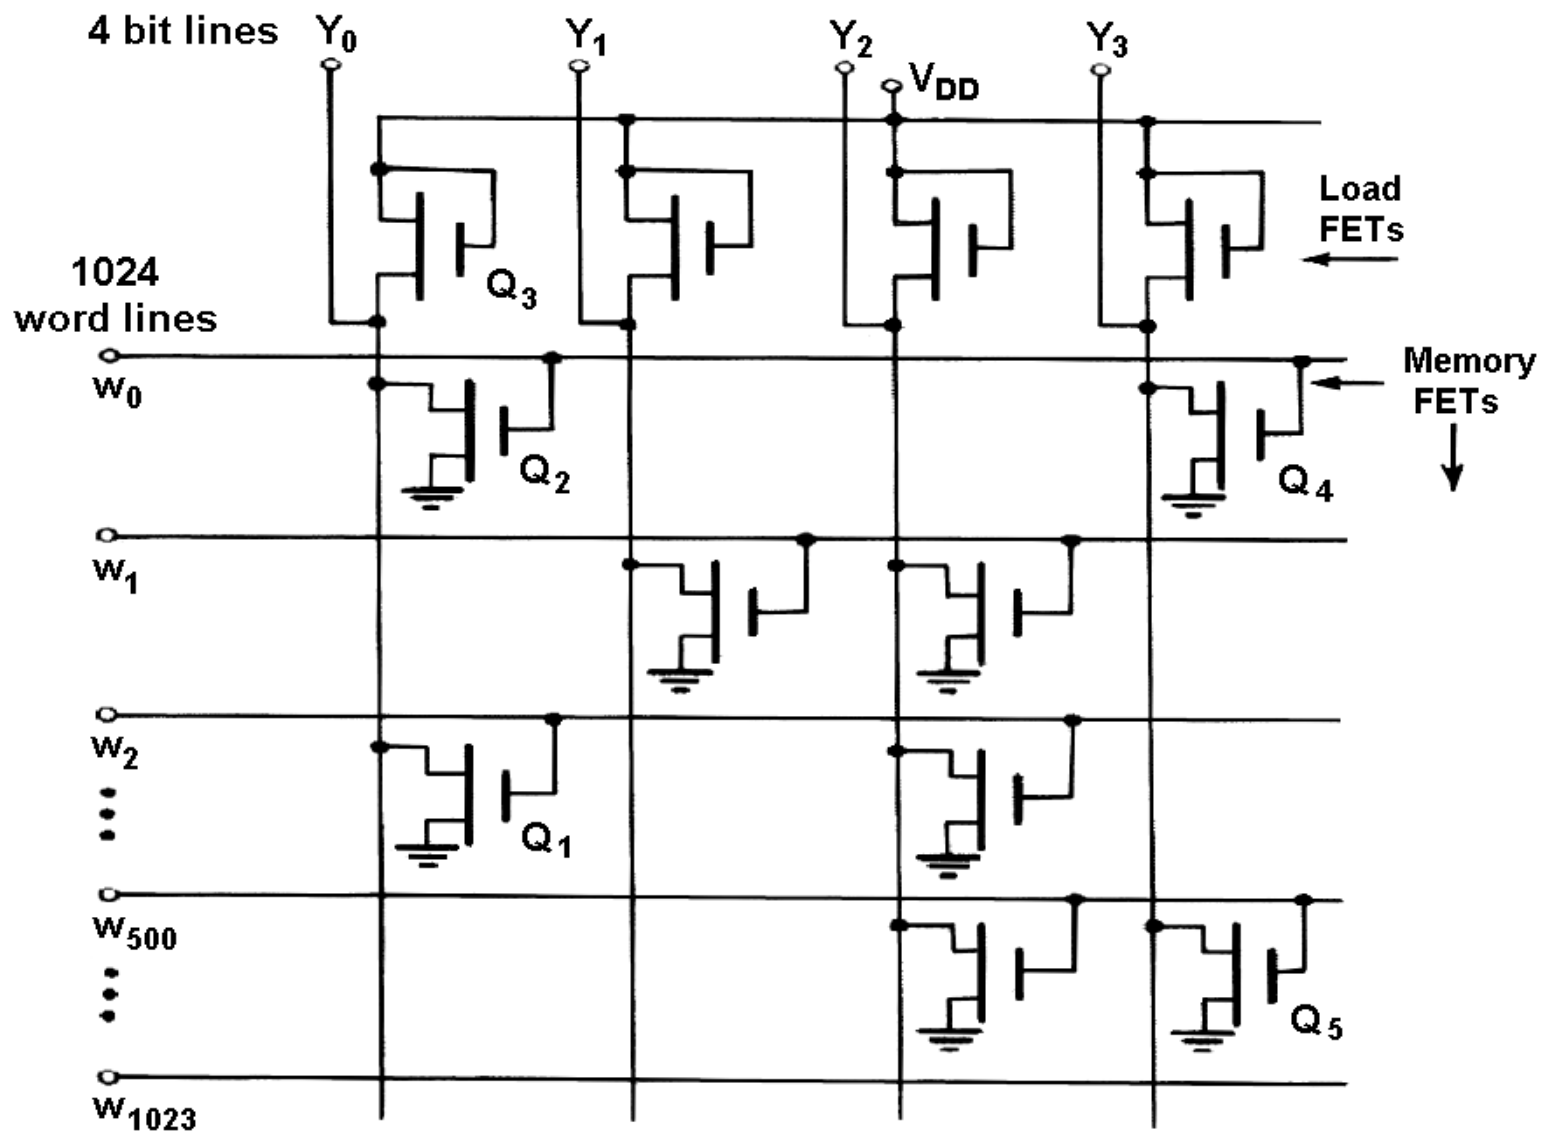 4 bit lines Y0 Y1 Y2 Y3
VDD
Load
FETs
Q3
1024
word lines
Memory
FETs
w0
Q2
Q4
w1
w2
Q1
w500
Q5
w1023